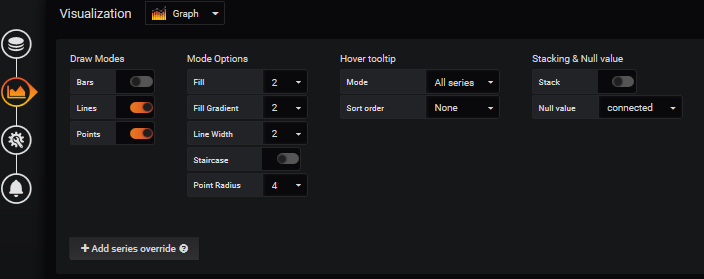 Visualization Graph
Draw Modes Mode Options Hover tooltip Stacking & Null value
Bars Fill 2 Mode All series Stack
Lines Fill Gradient 2 Sort order None Null value connected
Points Line Width 2
Staircase
Point Radius 4
+ Add series override ?